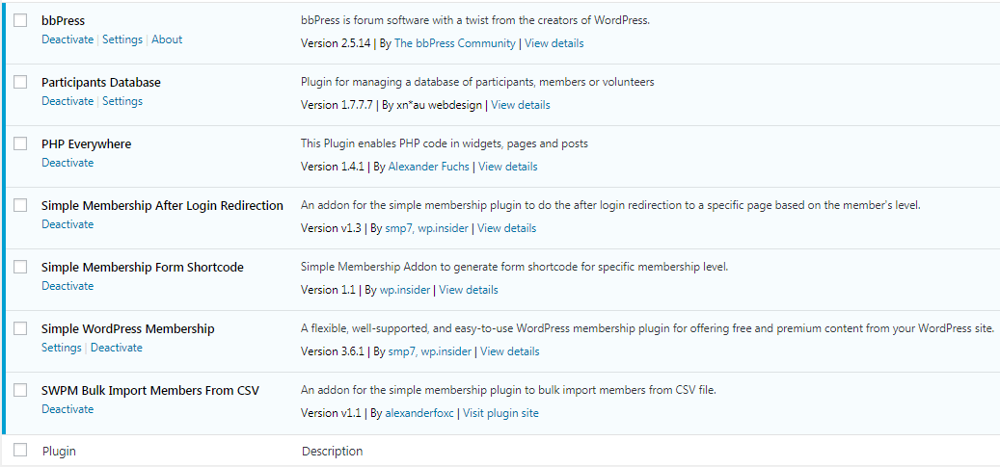 bbPress
bbPress is forum software with a twist from the creators of WordPress.
Deactivate | Settings | About
Version 2.5.14 | By The bbPress Community | View details
Participants Database
Plugin for managing a database of participants, members or volunteers
Deactivate | Settings
Version 1.7.7.7 | By xn*au webdesign | View details
PHP Everywhere
This Plugin enables PHP code in widgets, pages and posts
Deactivate
Version 1.4.1 | By Alexander Fuchs | View details
Simple Membership After Login Redirection
An addon for the simple membership plugin to do the after login redirection to a specific page based on the member's level.
Deactivate
Version v1.3 | By smp7, wp.insider | View details
Simple Membership Form Shortcode
Simple Membership Addon to generate form shortcode for specific membership level.
Deactivate
Version 1.1 | By wp.insider | View details
Simple WordPress Membership
A flexible, well-supported, and easy-to-use WordPress membership plugin for offering free and premium content from your WordPress site.
Settings | Deactivate
Version 3.6.1 | By smp7, wp.insider | View details
SWPM Bulk Import Members From CSV
An addon for the simple membership plugin to bulk import members from CSV file.
Deactivate
Version v1.1 | By alexanderfoxc | Visit plugin site
Plugin
Description